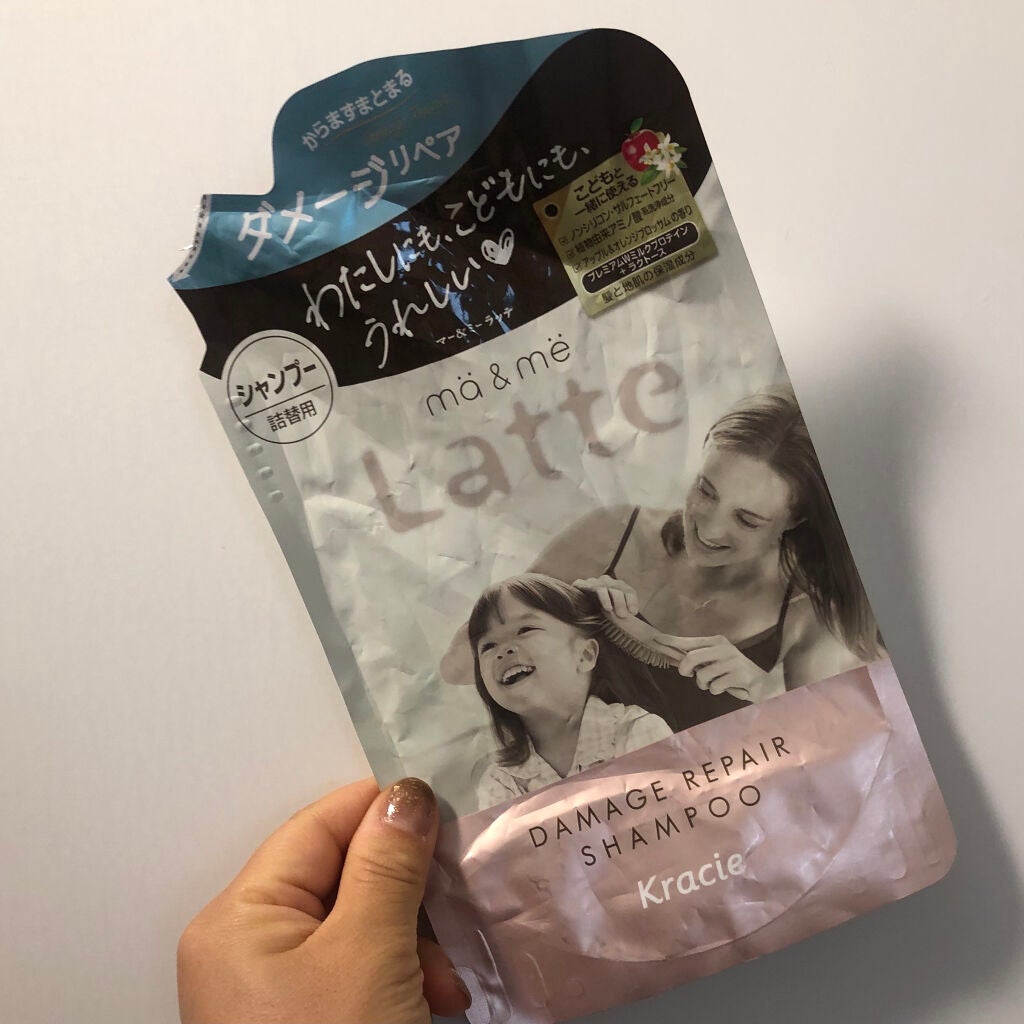 からまずまとまる
ダメージリペア
わたしにも、こどもにも、
うれしい♡
マー&ミー ラッテ
こどもと
一緒に使える
ノンシリコン・サルフェートフリー
植物由来アミノ酸系洗浄成分
アップル&オレンジブロッサムの香り
プレミアムWミルクプロテイン
+ラクトース
髪と地肌の保湿成分
シャンプー
詰替用
mä & më
Latte
DAMAGE REPAIR
SHAMPOO
Kracie